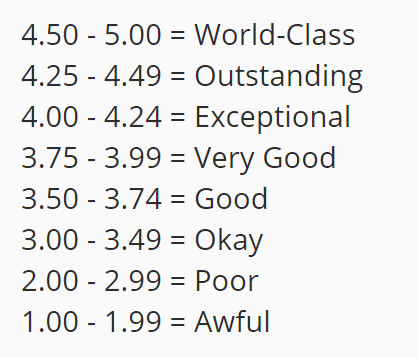 4.50 - 5.00 = World-Class
4.25 - 4.49 = Outstanding
4.00 - 4.24 = Exceptional
3.75 - 3.99 = Very Good
3.50 - 3.74 = Good
3.00 - 3.49 = Okay
2.00 - 2.99 = Poor
1.00 - 1.99 = Awful